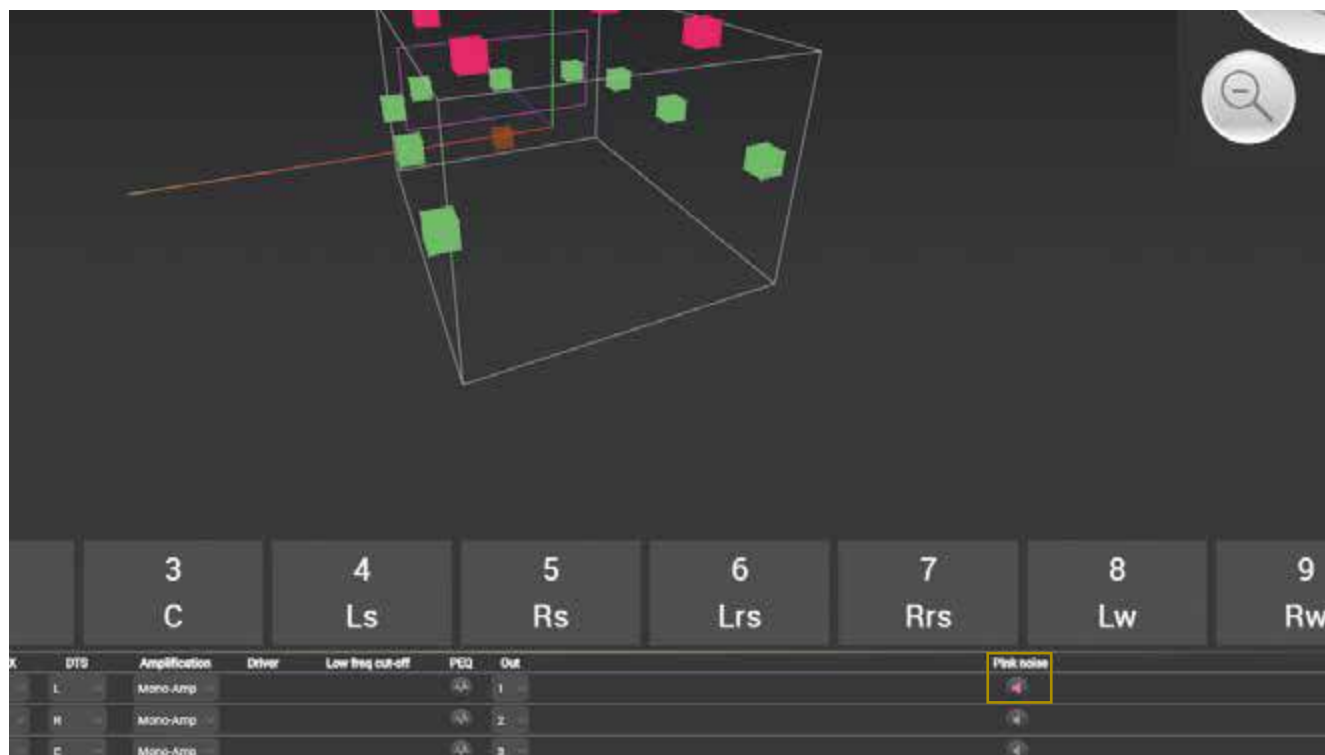 3 4 5 6 7 8 9
C Ls Rs Lrs Rrs Lw Rw
X DTS Amplification Driver Low freq cut-off PEQ Out Pink noise
L Mono-Amp 1
R Mono-Amp 2
C Mono-Amp 3